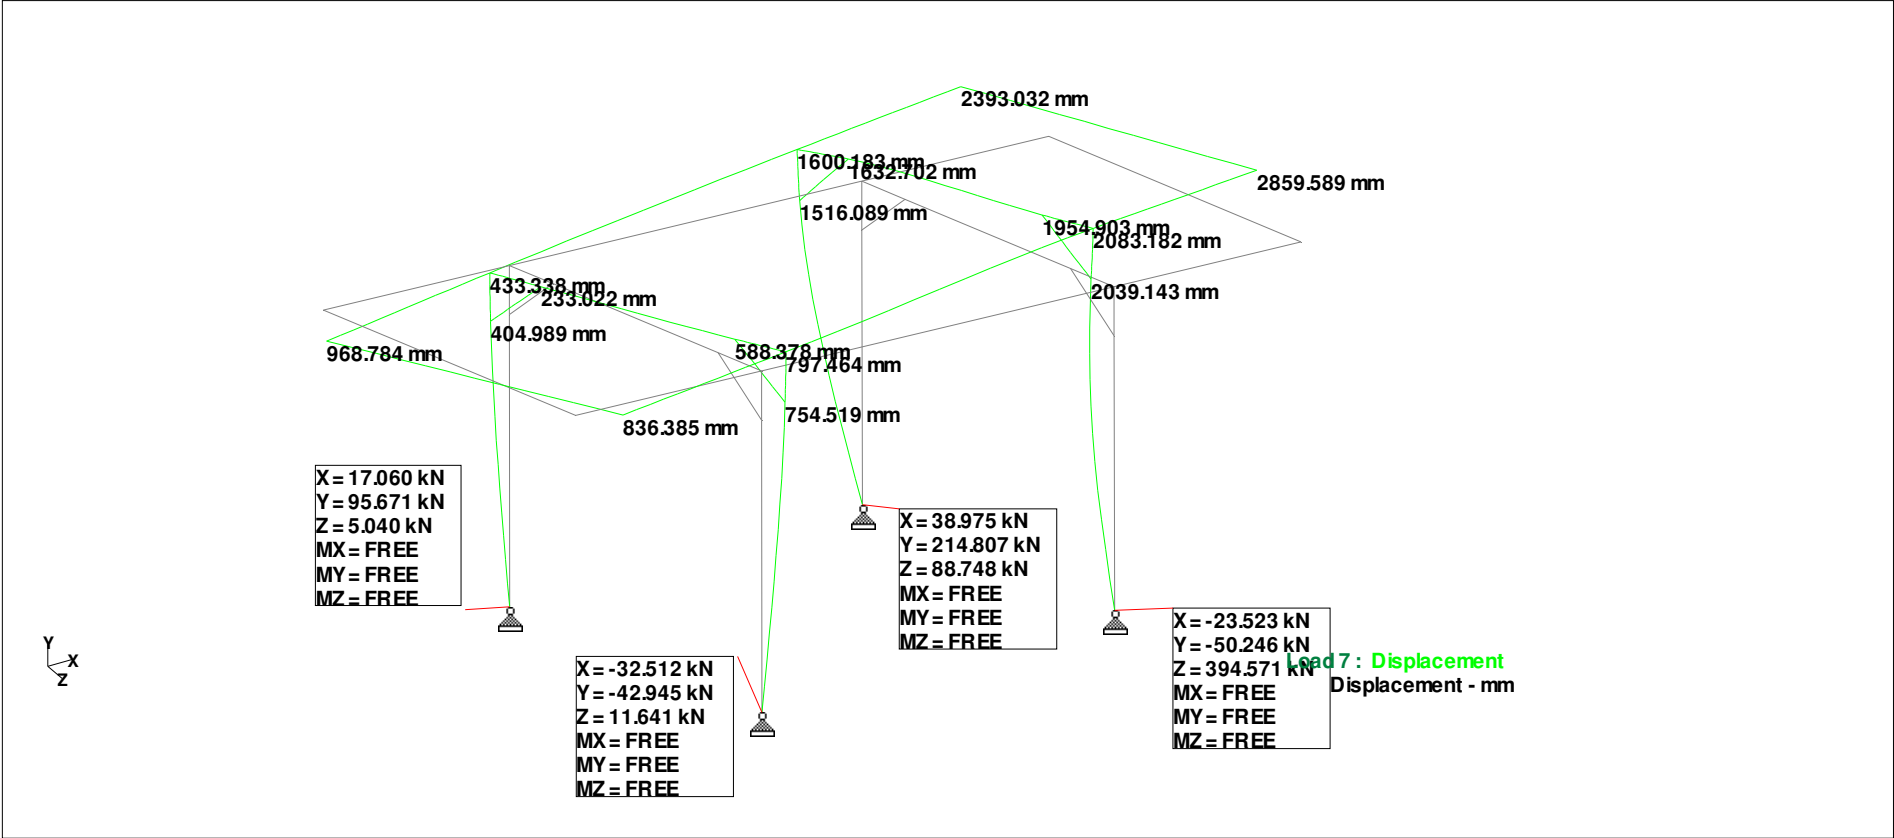 2393.032 mm
1600.183 mm
1632.702 mm
2859.589 mm
1516.089 mm
1954.903 mm
2083.182 mm
433.338 mm
233.022 mm
2039.143 mm
404.989 mm
968.784 mm
588.378 mm
797.464 mm
754.519 mm
836.385 mm
X = 17.060 kN
Y = 95.671 kN
Z = 5.040 kN
MX = FREE
MY = FREE
MZ = FREE
X = 38.975 kN
Y = 214.807 kN
Z = 88.748 kN
MX = FREE
MY = FREE
MZ = FREE
X = -23.523 kN
Y = -50.246 kN
Z = 394.571 kN
MX = FREE
MY = FREE
MZ = FREE
X = -32.512 kN
Y = -42.945 kN
Z = 11.641 kN
MX = FREE
MY = FREE
MZ = FREE
Load 7 : Displacement
Displacement - mm
Y
X
Z